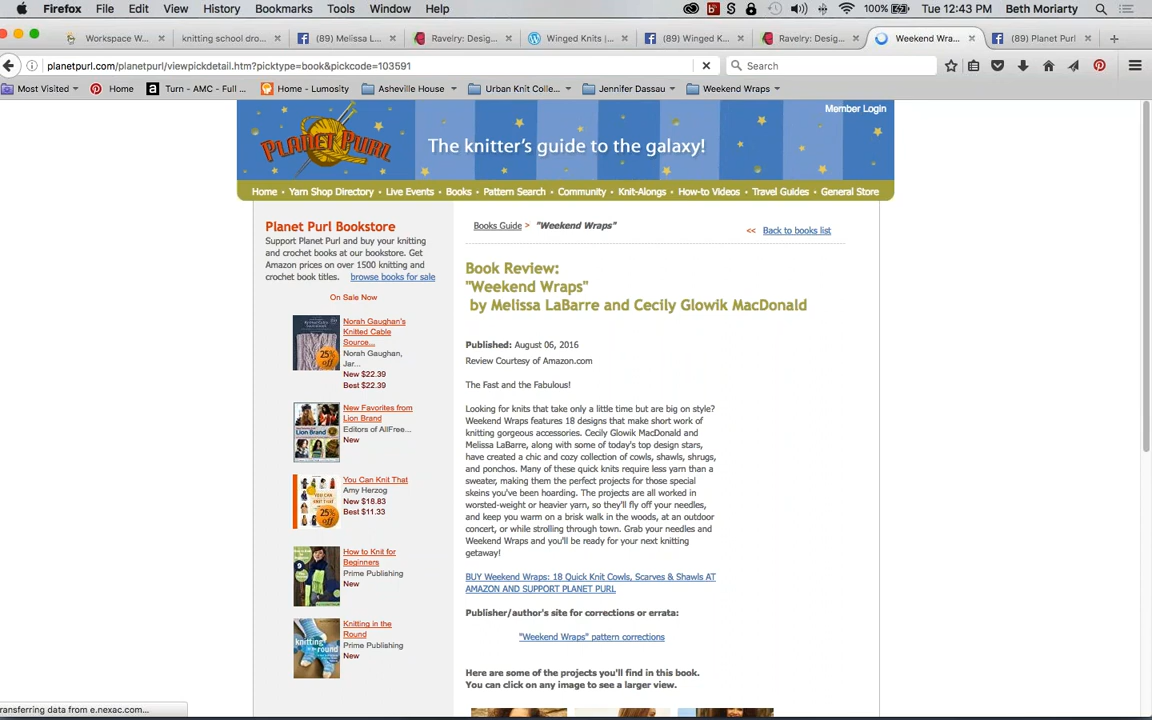 Firefox File Edit View History Bookmarks Tools Window Help 100% Tue 12:43 PM Beth Moriarty
Workspace W... knitting school dro... (89) Melissa L... Ravelry: Desig... Winged Knits |... (89) Winged K... Ravelry: Desig... Weekend Wra... (89) Planet Purl
planetpurl.com/planetpurl/viewpickdetail.htm?picktype=book&pickcode=103591 Search
Most Visited Home Turn - AMC - Full ... Home - Lumosity Asheville House Urban Knit Colle... Jennifer Dassau Weekend Wraps
Member Login
PLANET PURL
The knitter's guide to the galaxy!
Home • Yarn Shop Directory • Live Events • Books • Pattern Search • Community • Knit-Alongs • How-to Videos • Travel Guides • General Store
Planet Purl Bookstore
Support Planet Purl and buy your knitting
and crochet books at our bookstore. Get
Amazon prices on over 1500 knitting and
crochet book titles. browse books for sale
On Sale Now
25% off
Norah Gaughan's
Knitted Cable
Source...
Norah Gaughan,
Jar...
New $22.39
Best $22.39
Lion Brand
New Favorites from
Lion Brand
Editors of AllFree...
New
YOU CAN KNIT THAT
25% off
You Can Knit That
Amy Herzog
New $18.83
Best $11.33
9
How to Knit for
Beginners
Prime Publishing
New
knitting in the round
Knitting in the
Round
Prime Publishing
New
Books Guide > "Weekend Wraps"
<< Back to books list
Book Review:
"Weekend Wraps"
by Melissa LaBarre and Cecily Glowik MacDonald
Published: August 06, 2016
Review Courtesy of Amazon.com
The Fast and the Fabulous!
Looking for knits that take only a little time but are big on style?
Weekend Wraps features 18 designs that make short work of
knitting gorgeous accessories. Cecily Glowik MacDonald and
Melissa LaBarre, along with some of today's top design stars,
have created a chic and cozy collection of cowls, shawls, shrugs,
and ponchos. Many of these quick knits require less yarn than a
sweater, making them the perfect projects for those special
skeins you've been hoarding. The projects are all worked in
worsted-weight or heavier yarn, so they'll fly off your needles,
and keep you warm on a brisk walk in the woods, at an outdoor
concert, or while strolling through town. Grab your needles and
Weekend Wraps and you'll be ready for your next knitting
getaway!
BUY Weekend Wraps: 18 Quick Knit Cowls, Scarves & Shawls AT
AMAZON AND SUPPORT PLANET PURL
Publisher/author's site for corrections or errata:
"Weekend Wraps" pattern corrections
Here are some of the projects you'll find in this book.
You can click on any image to see a larger view.
ransferring data from e.nexac.com...